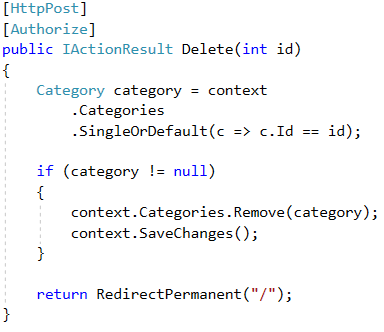 [HttpPost]
[Authorize]
public IActionResult Delete(int id)
{
    Category category = context
        .Categories
        .SingleOrDefault(c => c.Id == id);

    if (category != null)
    {
        context.Categories.Remove(category);
        context.SaveChanges();
    }

    return RedirectPermanent("/");
}